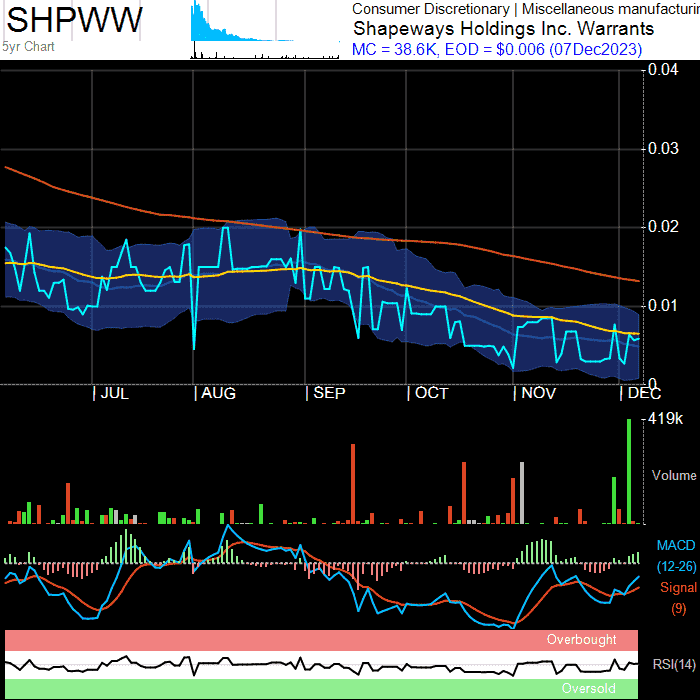 SHPWW
5yr Chart
Consumer Discretionary | Miscellaneous manufacturin
Shapeways Holdings Inc. Warrants
MC = 38.6K, EOD = $0.006 (07Dec2023)
0.04
0.03
0.02
0.01
0
| JUL | AUG | SEP | OCT | NOV | DEC
419k
Volume
MACD
(12-26)
Signal
(9)
Overbought
RSI(14)
Oversold